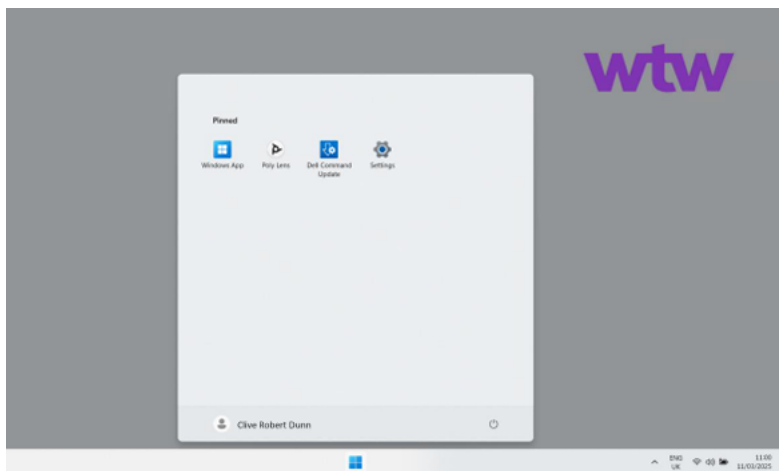 wtw
Pinned
Windows App
Poly Lens
Dell Command
Update
Settings
Clive Robert Dunn
ENG
UK
11:00
11/03/2025